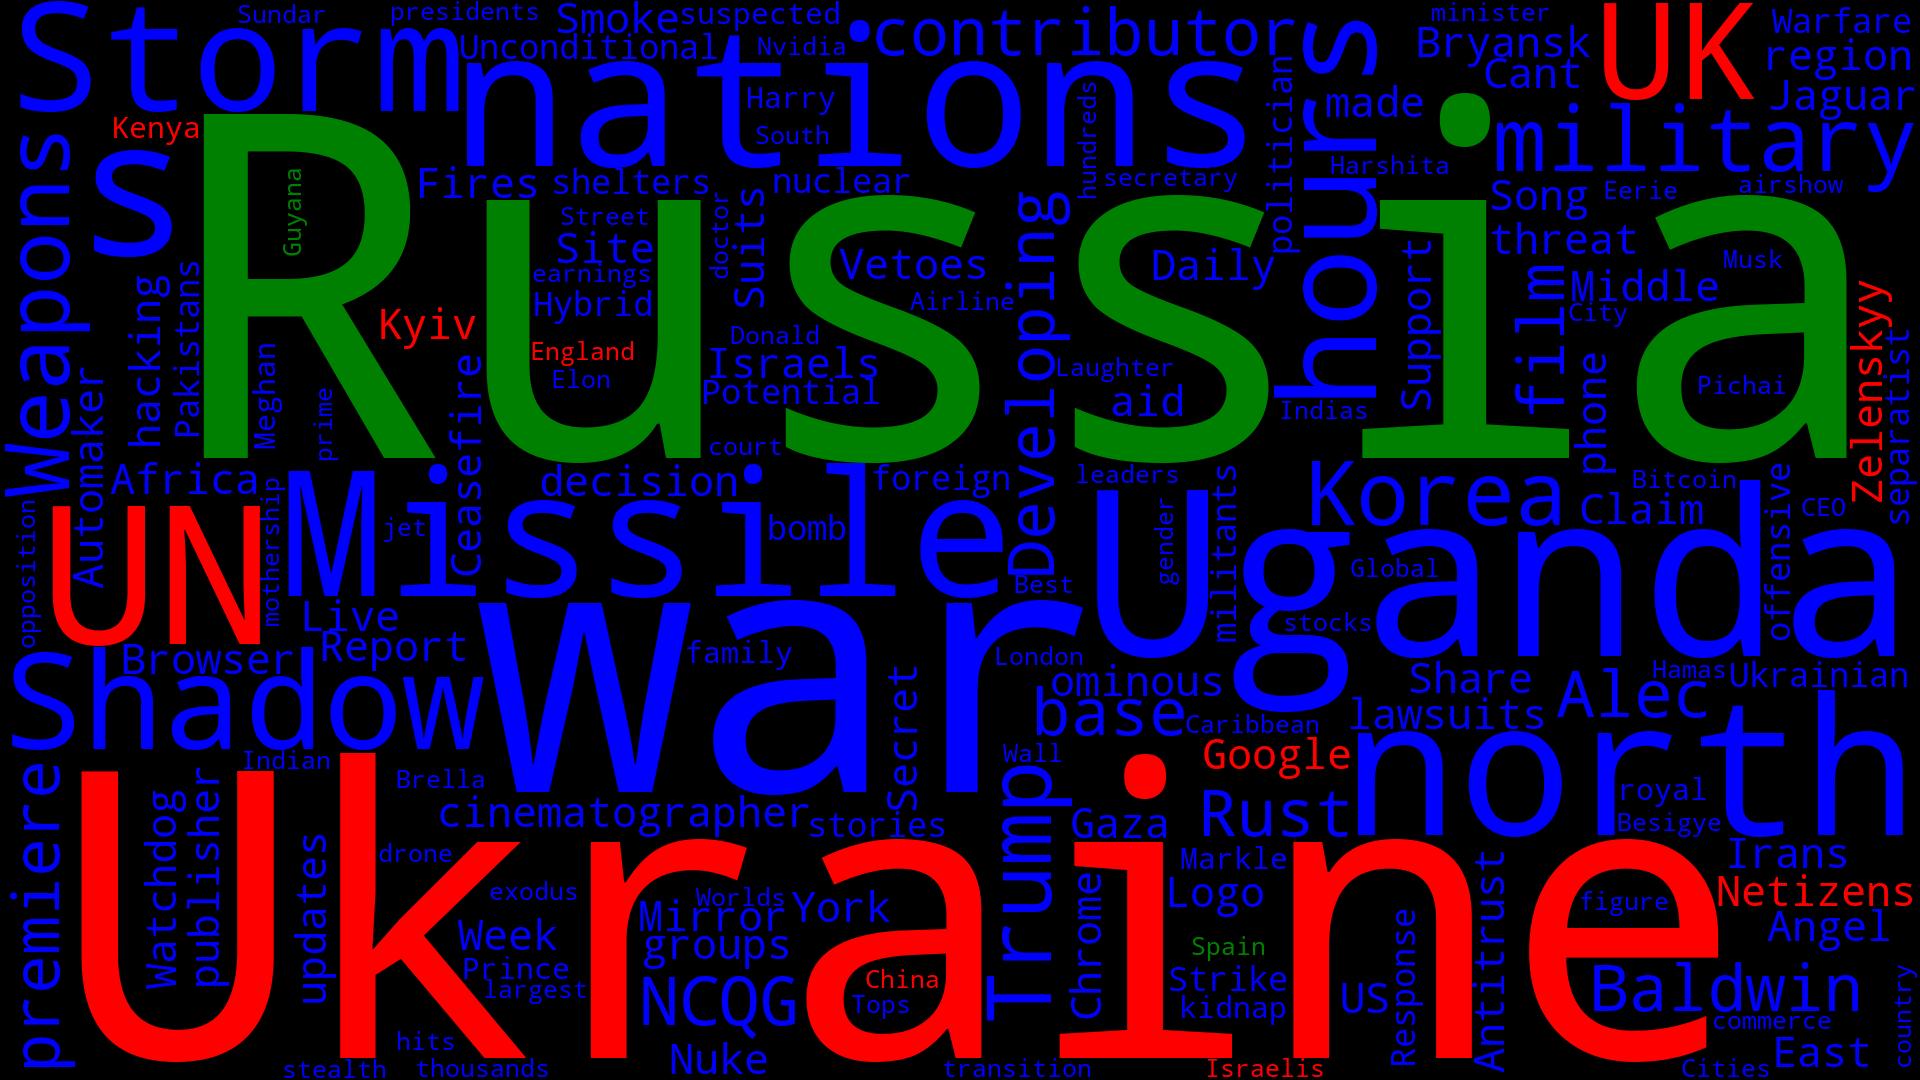 Storm
Sundar
presidents
Smoke
suspected
contributor
minister
UK
Warfare
Unconditional
Nvidia
Bryansk
region
nations
hours
Cant
Jaguar
Harry
made
military
Kenya
South
hundreds
politician
s
Russia
Guyana
Fires
shelters
nuclear
secretary
Harshita
Song
Eerie
airshow
Weapons
Street
doctor
Suits
Developing
threat
Site
Vetoes
Daily
Support
film
Musk
hacking
Pakistans
earnings
Hybrid
Airline
Middle
City
Kyiv
Donald
Zelenskyy
separatist
England
Israels
Laughter
Meghan
Elon
Potential
aid
phone
Pichai
Automaker
prime
Ceasefire
court
Indias
Africa
Missile
decision
foreign
leaders
militants
Korea
Bitcoin
Claim
offensive
CEO
opposition
UN
mothership
jet
bomb
Uganda
gender
Global
Best
Live
war
stocks
Shadow
Browser
Report
family
London
ominous
Share
Hamas
Ukrainian
Secret
base
Caribbean
lawsuits
Alec
north
Indian
Brella
Wall
Google
premiere
Watchdog
publisher
Ukraine
cinematographer
stories
Trump
Gaza
Rust
royal
Besigye
updates
drone
Chrome
Markle
Antitrust
Irans
exodus
Worlds
York
Logo
figure
Netizens
Week
Mirror
groups
Spain
Response
Angel
Prince
largest
NCQG
China
Tops
Strike
kidnap
US
Baldwin
country
hits
Nuke
commerce
East
stealth
thousands
transition
Israelis
Cities